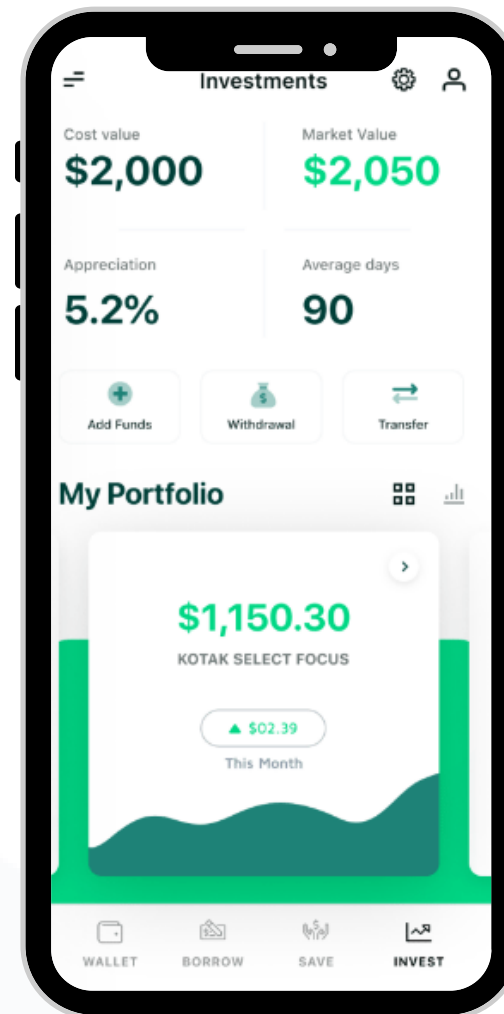 Investments
Cost value
$2,000
Market Value
$2,050
Appreciation
5.2%
Average days
90
Add Funds
Withdrawal
Transfer
My Portfolio
$1,150.30
KOTAK SELECT FOCUS
$02.39
This Month
WALLET
BORROW
SAVE
INVEST